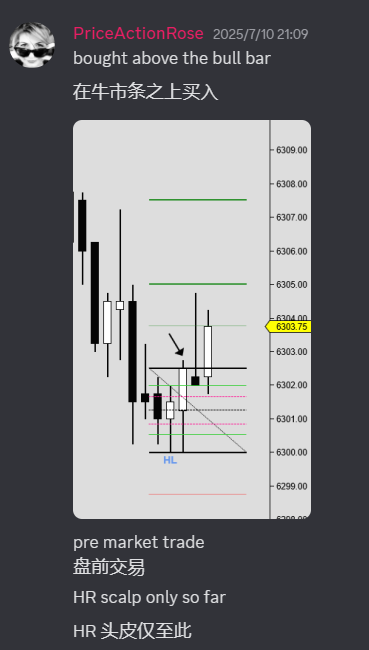 PriceActionRose 2025/7/10 21:09
bought above the bull bar
在牛市条之上买入
6309.00
6308.00
6307.00
6306.00
6305.00
6304.00
6303.75
6303.00
6302.00
6301.00
6300.00
HL
6299.00
6298.00
pre market trade
盘前交易
HR scalp only so far
HR 头皮仅至此